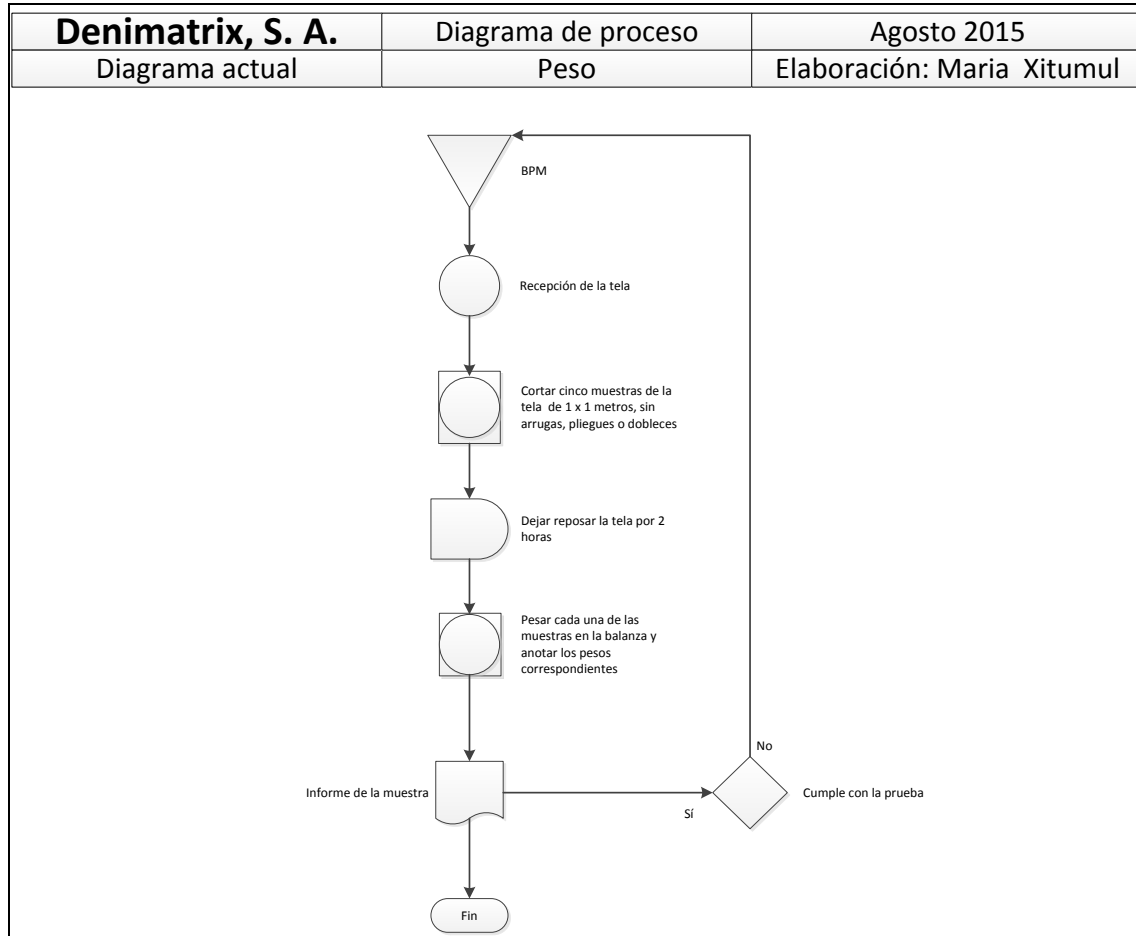 Denimatrix, S. A.
Diagrama de proceso
Agosto 2015
Diagrama actual
Peso
Elaboración: Maria Xitumul
BPM
Recepción de la tela
Cortar cinco muestras de la
tela de 1 x 1 metros, sin
arrugas, pliegues o dobleces
Dejar reposar la tela por 2
horas
Pesar cada una de las
muestras en la balanza y
anotar los pesos
correspondientes
No
Informe de la muestra
Cumple con la prueba
Sí
Fin